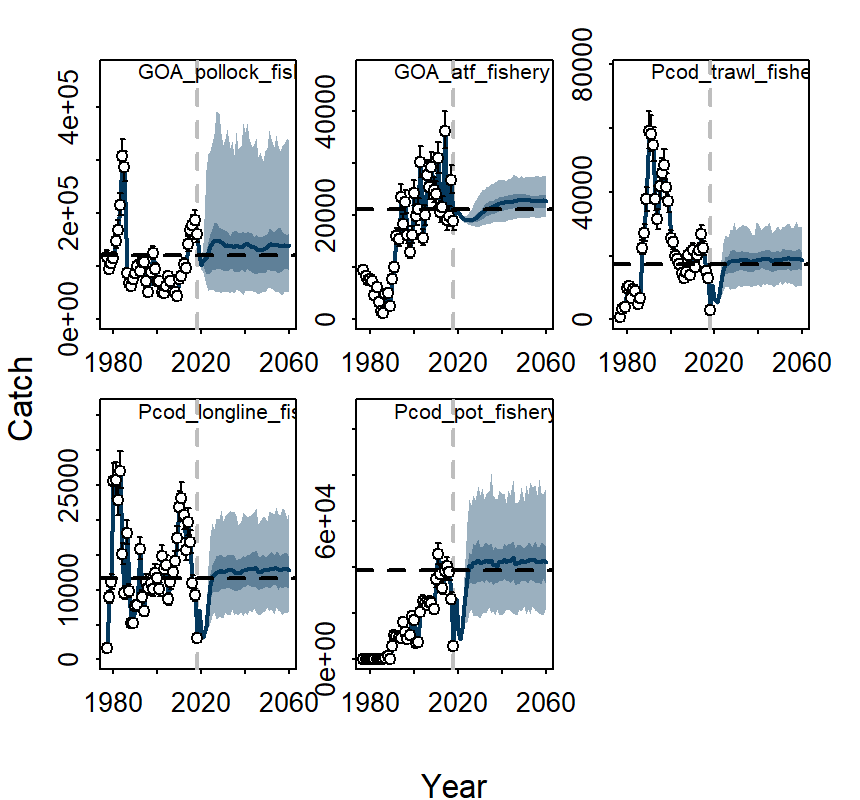 GOA_pollock_fish
GOA_atf_fishery
Pcod_trawl_fishe
0e+00 2e+05 4e+05
0 20000 40000
0 40000 80000
1980 2020 2060
1980 2020 2060
1980 2020 2060
Catch
Pcod_longline_fis
Pcod_pot_fishery
0 10000 25000
0e+00 6e+04
1980 2020 2060
1980 2020 2060
Year